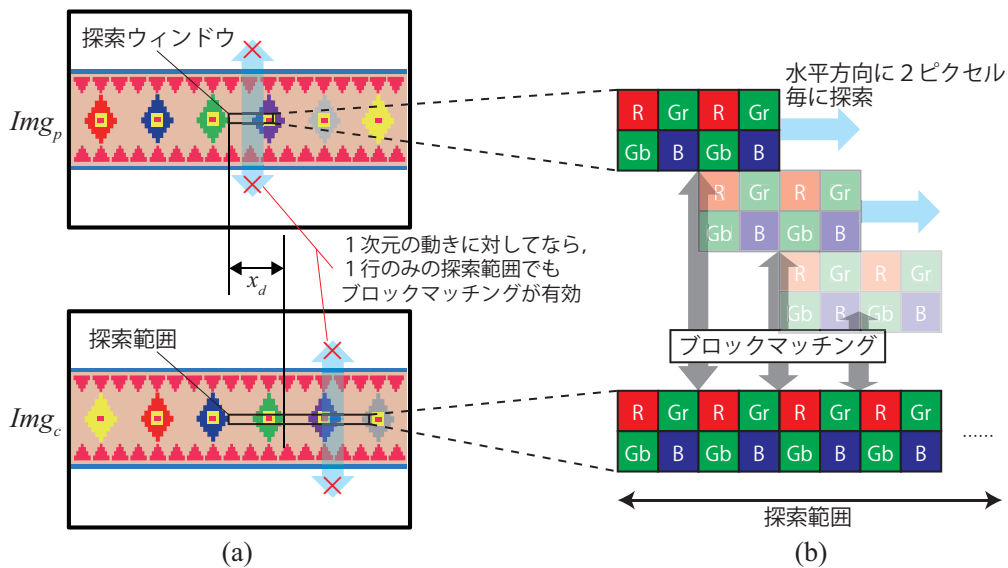 探索ウィンドウ
Img_p
x_d
1次元の動きに対してなら,
1行のみの探索範囲でも
ブロックマッチングが有効
探索範囲
Img_c
(a)
水平方向に2ピクセル
毎に探索
R Gr R Gr
Gb B Gb B
R Gr R Gr
Gb B Gb B
R Gr R Gr
Gb B Gb B
ブロックマッチング
R Gr R Gr R Gr R Gr
Gb B Gb B Gb B Gb B
......
探索範囲
(b)